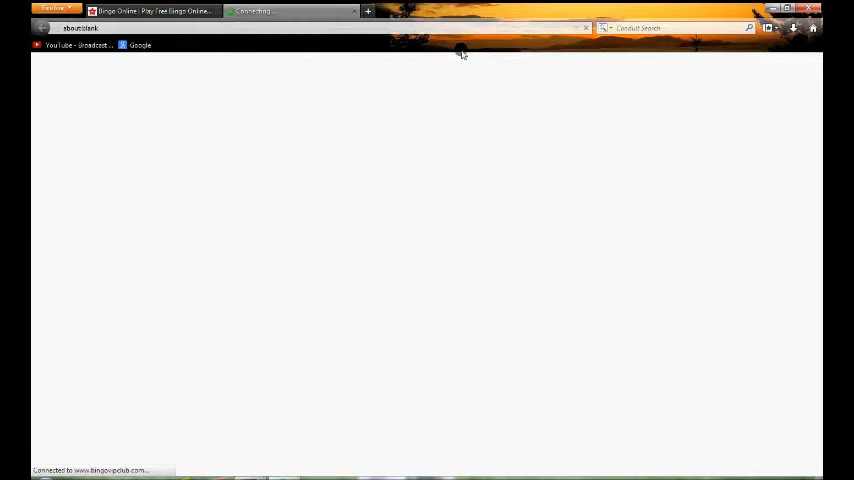 Firefox
Bingo Online | Play Free Bingo Online...
Connecting...
about:blank
Conduit Search
YouTube - Broadcast ...
Google
Connected to www.bingovipclub.com...